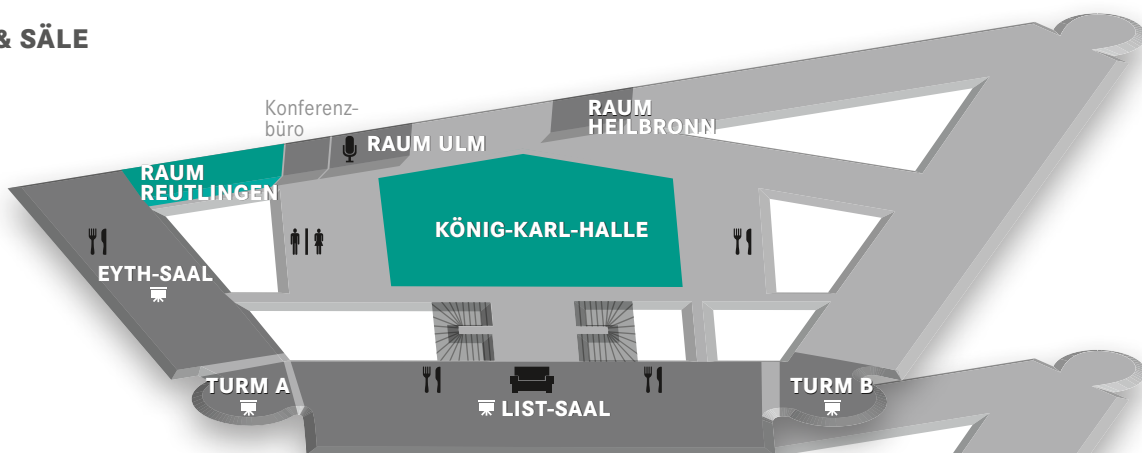 & SÄLE
Konferenz-
büro
RAUM
HEILBRONN
RAUM ULM
RAUM
REUTLINGEN
KÖNIG-KARL-HALLE
EYTH-SAAL
TURM A
TURM B
LIST-SAAL